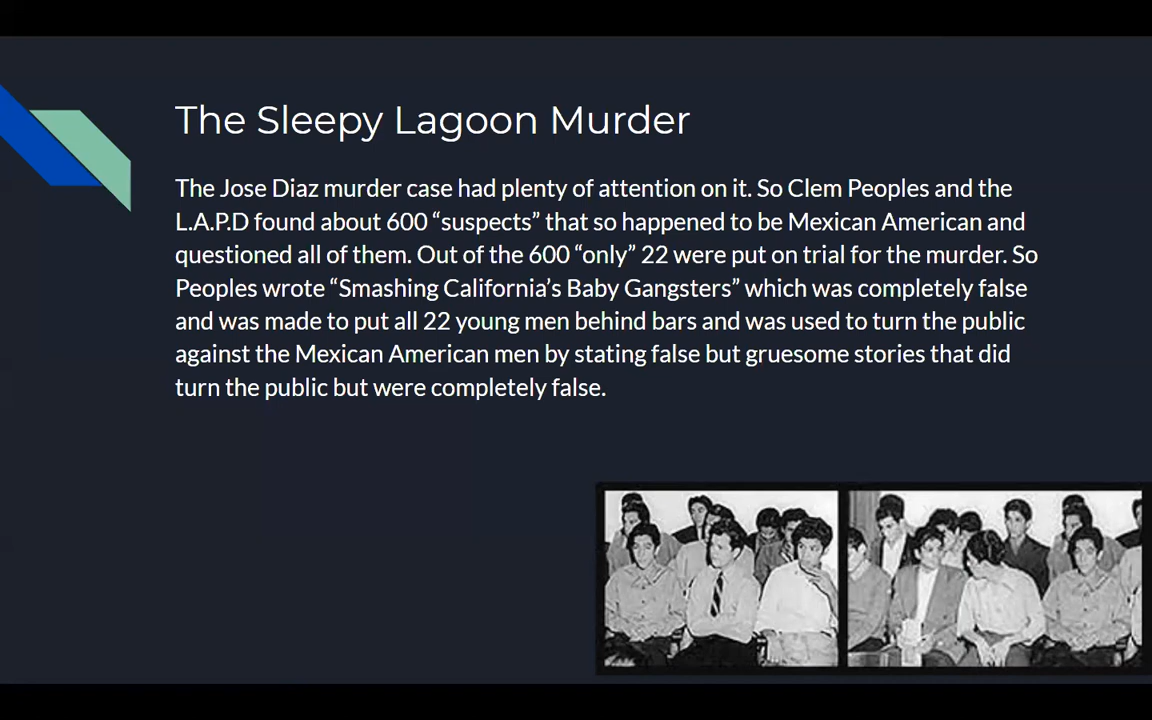 The Sleepy Lagoon Murder
The Jose Diaz murder case had plenty of attention on it. So Clem Peoples and the
L.A.P.D found about 600 “suspects” that so happened to be Mexican American and
questioned all of them. Out of the 600 “only” 22 were put on trial for the murder. So
Peoples wrote “Smashing California’s Baby Gangsters” which was completely false
and was made to put all 22 young men behind bars and was used to turn the public
against the Mexican American men by stating false but gruesome stories that did
turn the public but were completely false.